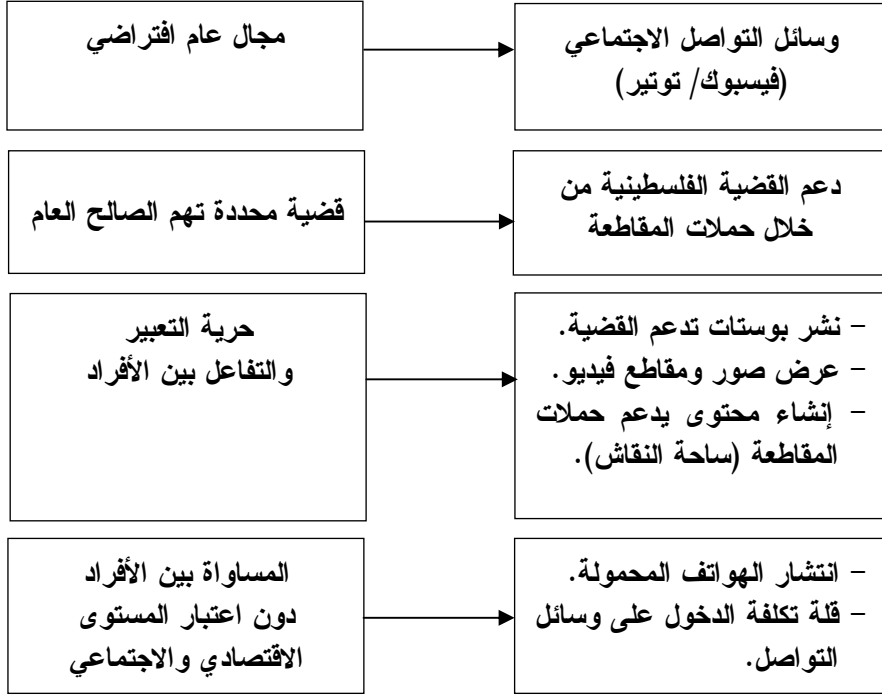 مجال عام افتراضي
وسائل التواصل الاجتماعي
(فيسبوك/ توتير)
قضية محددة تهم الصالح العام
دعم القضية الفلسطينية من
خلال حملات المقاطعة
حرية التعبير
والتفاعل بين الأفراد
- نشر بوستات تدعم القضية.
- عرض صور ومقاطع فيديو.
- إنشاء محتوى يدعم حملات
المقاطعة (ساحة النقاش).
المساواة بين الأفراد
دون اعتبار المستوى
الاقتصادي والاجتماعي
- انتشار الهواتف المحمولة.
- قلة تكلفة الدخول على وسائل
التواصل.